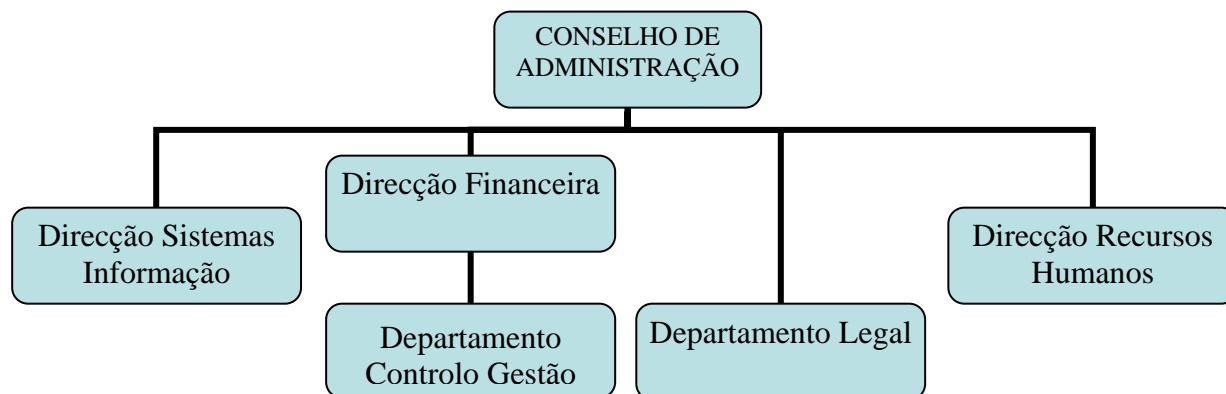 CONSELHO DE
ADMINISTRAÇÃO
Direcção Financeira
Direcção Sistemas
Informação
Direcção Recursos
Humanos
Departamento
Controlo Gestão
Departamento Legal